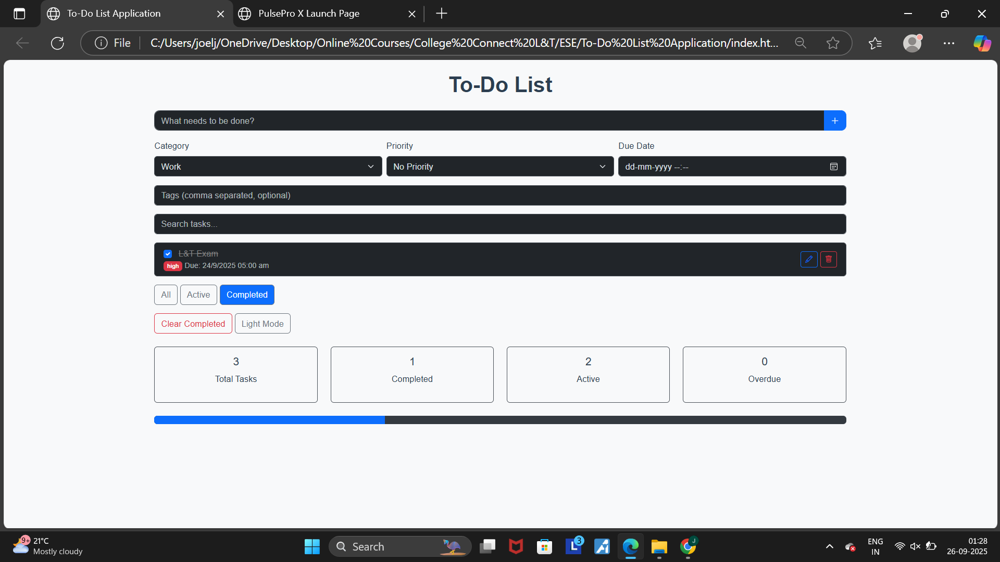 To-Do List Application
PulsePro X Launch Page
File
C:/Users/joelj/OneDrive/Desktop/Online%20Courses/College%20Connect%20L&T/ESE/To-Do%20List%20Application/index.ht...
To-Do List
What needs to be done?
+
Category
Priority
Due Date
Work
No Priority
dd-mm-yyyy --:--
Tags (comma separated, optional)
Search tasks...
L&T Exam
high Due: 24/9/2025 05:00 am
All
Active
Completed
Clear Completed
Light Mode
3
Total Tasks
1
Completed
2
Active
0
Overdue
9+
21°C
Mostly cloudy
Search
L
3
J
ENG
IN
01:28
26-09-2025